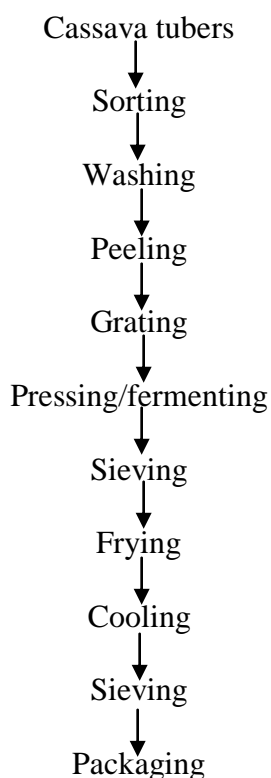 Cassava tubers
Sorting
Washing
Peeling
Grating
Pressing/fermenting
Sieving
Frying
Cooling
Sieving
Packaging